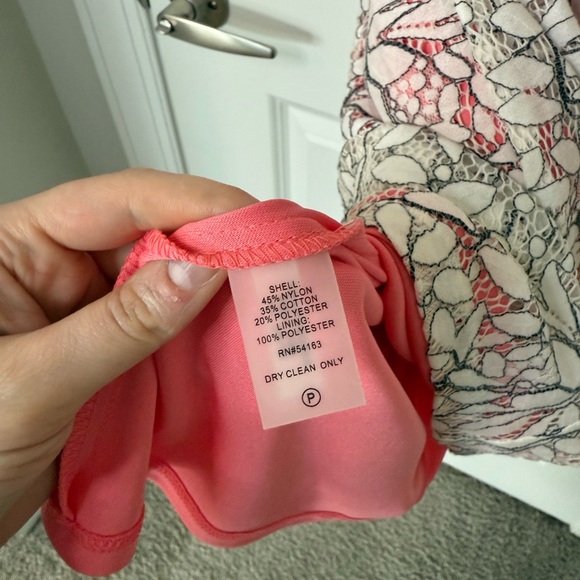 SHELL:
45% NYLON
35% COTTON
20% POLYESTER
LINING:
100% POLYESTER
RN#54163
DRY CLEAN ONLY
P